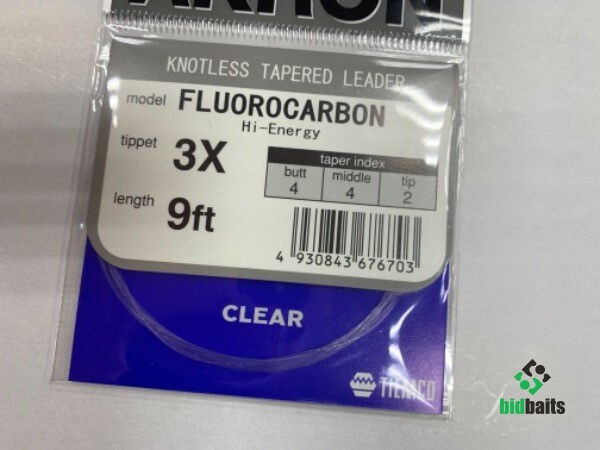 KNOTLESS TAPERED LEADER
model FLUOROCARBON
Hi-Energy
tippet 3X
taper index
butt middle tip
4 4 2
length 9ft
4 930843 676703
CLEAR
TIEMCO
bidbaits